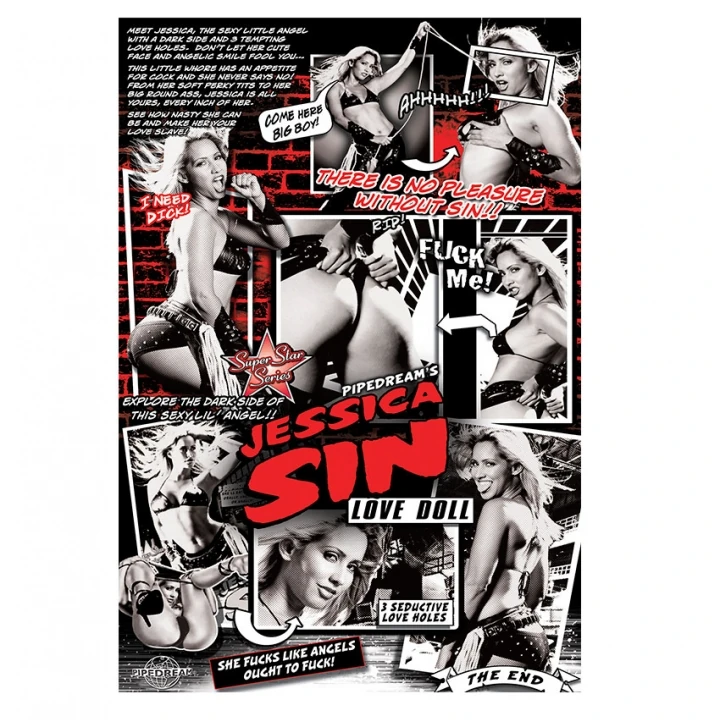 MEET JESSICA, THE SEXY LITTLE ANGEL
WITH A DARK SIDE AND 3 TEMPTING
LOVE HOLES. DON'T LET HER CUTE
FACE AND ANGELIC SMILE FOOL YOU...
THIS LITTLE WHORE HAS AN APPETITE
FOR COCK AND SHE NEVER SAYS NO!
FROM HER SOFT PERKY TITS TO HER
BIG ROUND ASS, JESSICA IS ALL
YOURS, EVERY INCH OF HER.
SEE HOW NASTY SHE CAN
BE AND MAKE HER YOUR
LOVE SLAVE!
COME HERE
BIG BOY!
AHHHHH!!!
THERE IS NO PLEASURE
WITHOUT SIN!!
I NEED
DICK!
RIP!
FUCK
Me!
Super Star
Series
EXPLORE THE DARK SIDE OF
THIS SEXY LIL' ANGEL!!
PIPEDREAM'S
JESSICA
SIN
LOVE DOLL
3 SEDUCTIVE
LOVE HOLES
SHE FUCKS LIKE ANGELS
OUGHT TO FUCK!
PIPEDREAM
THE END